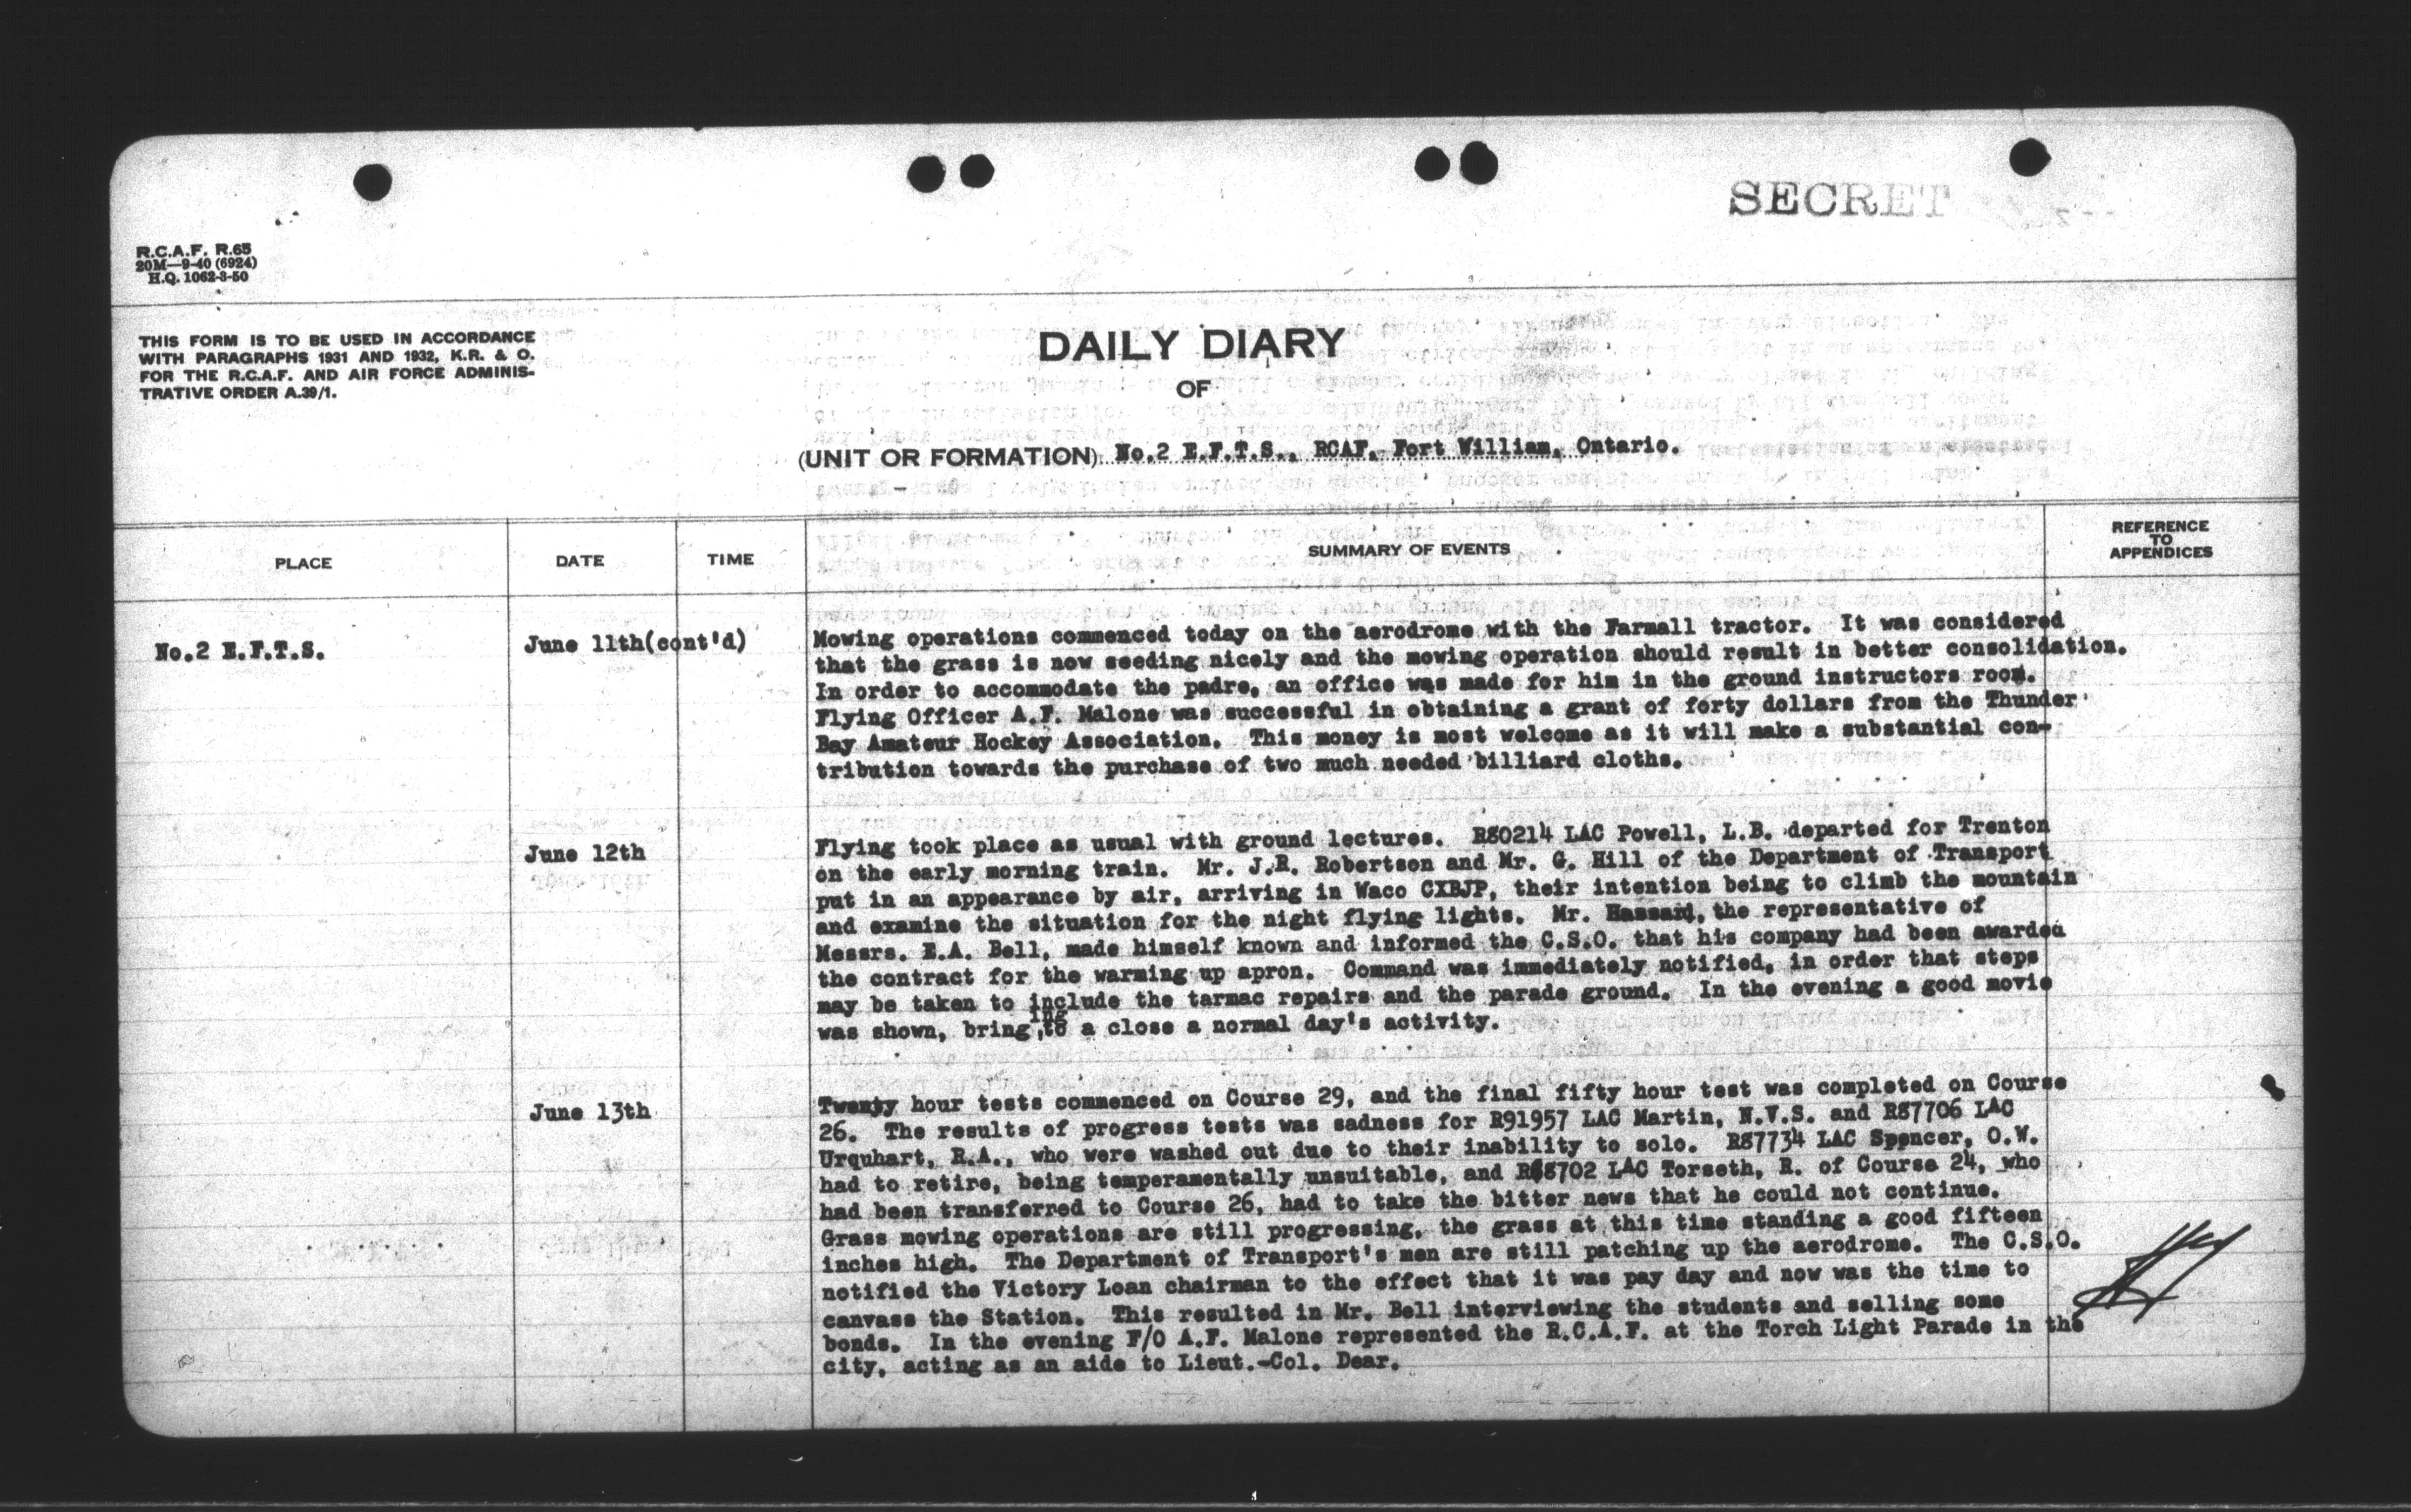 SECRET
R.C.A.F. R.65
20M—9-40 (6924)
H.Q. 1062-3-50
THIS FORM IS TO BE USED IN ACCORDANCE
WITH PARAGRAPHS 1931 AND 1932, K.R. & O.
FOR THE R.C.A.F. AND AIR FORCE ADMINIS-
TRATIVE ORDER A.39/1.
DAILY DIARY
OF
(UNIT OR FORMATION) No.2 E.F.T.S., RCAF, Fort William, Ontario.
PLACE DATE TIME SUMMARY OF EVENTS REFERENCE TO APPENDICES
No.2 E.F.T.S. June 11th(cont'd) Mowing operations commenced today on the aerodrome with the Farmall tractor. It was considered
that the grass is now seeding nicely and the mowing operation should result in better consolidation.
In order to accommodate the padre, an office was made for him in the ground instructors room.
Flying Officer A.F. Malone was successful in obtaining a grant of forty dollars from the Thunder
Bay Amateur Hockey Association. This money is most welcome as it will make a substantial con-
tribution towards the purchase of two much needed billiard cloths.
June 12th Flying took place as usual with ground lectures. R80214 LAC Powell, L.B. departed for Trenton
on the early morning train. Mr. J.R. Robertson and Mr. G. Hill of the Department of Transport
put in an appearance by air, arriving in Waco CXBJP, their intention being to climb the mountain
and examine the situation for the night flying lights. Mr. Hassard, the representative of
Messrs. E.A. Bell, made himself known and informed the C.S.O. that his company had been awarded
the contract for the warming up apron. Command was immediately notified, in order that steps
may be taken to include the tarmac repairs and the parade ground. In the evening a good movie
was shown, bringing to a close a normal day's activity.
June 13th Twenty hour tests commenced on Course 29, and the final fifty hour test was completed on Course
26. The results of progress tests was sadness for R91957 LAC Martin, N.V.S. and R87706 LAC
Urquhart, R.A., who were washed out due to their inability to solo. R87734 LAC Spencer, O.W.
had to retire, being temperamentally unsuitable, and R68702 LAC Torseth, R. of Course 24, who
had been transferred to Course 26, had to take the bitter news that he could not continue.
Grass mowing operations are still progressing, the grass at this time standing a good fifteen
inches high. The Department of Transport's men are still patching up the aerodrome. The C.S.O.
notified the Victory Loan chairman to the effect that it was pay day and now was the time to
canvass the Station. This resulted in Mr. Bell interviewing the students and selling some
bonds. In the evening F/O A.F. Malone represented the R.C.A.F. at the Torch Light Parade in the
city, acting as an aide to Lieut.-Col. Dear.